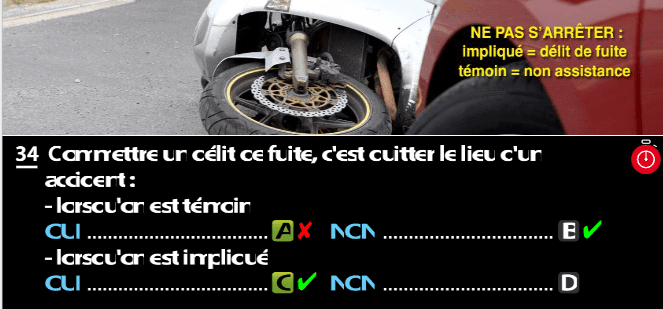 NE PAS S'ARRÊTER :
impliqué = délit de fuite
témoin = non assistance
34 Commettre un délit de fuite, c'est quitter le lieu d'un
accident :
- lorsqu'on est témoin
OUI .................................. A ✘ NON ................................ B ✔
- lorsqu'on est impliqué
OUI .................................. C ✔ NON ................................ D